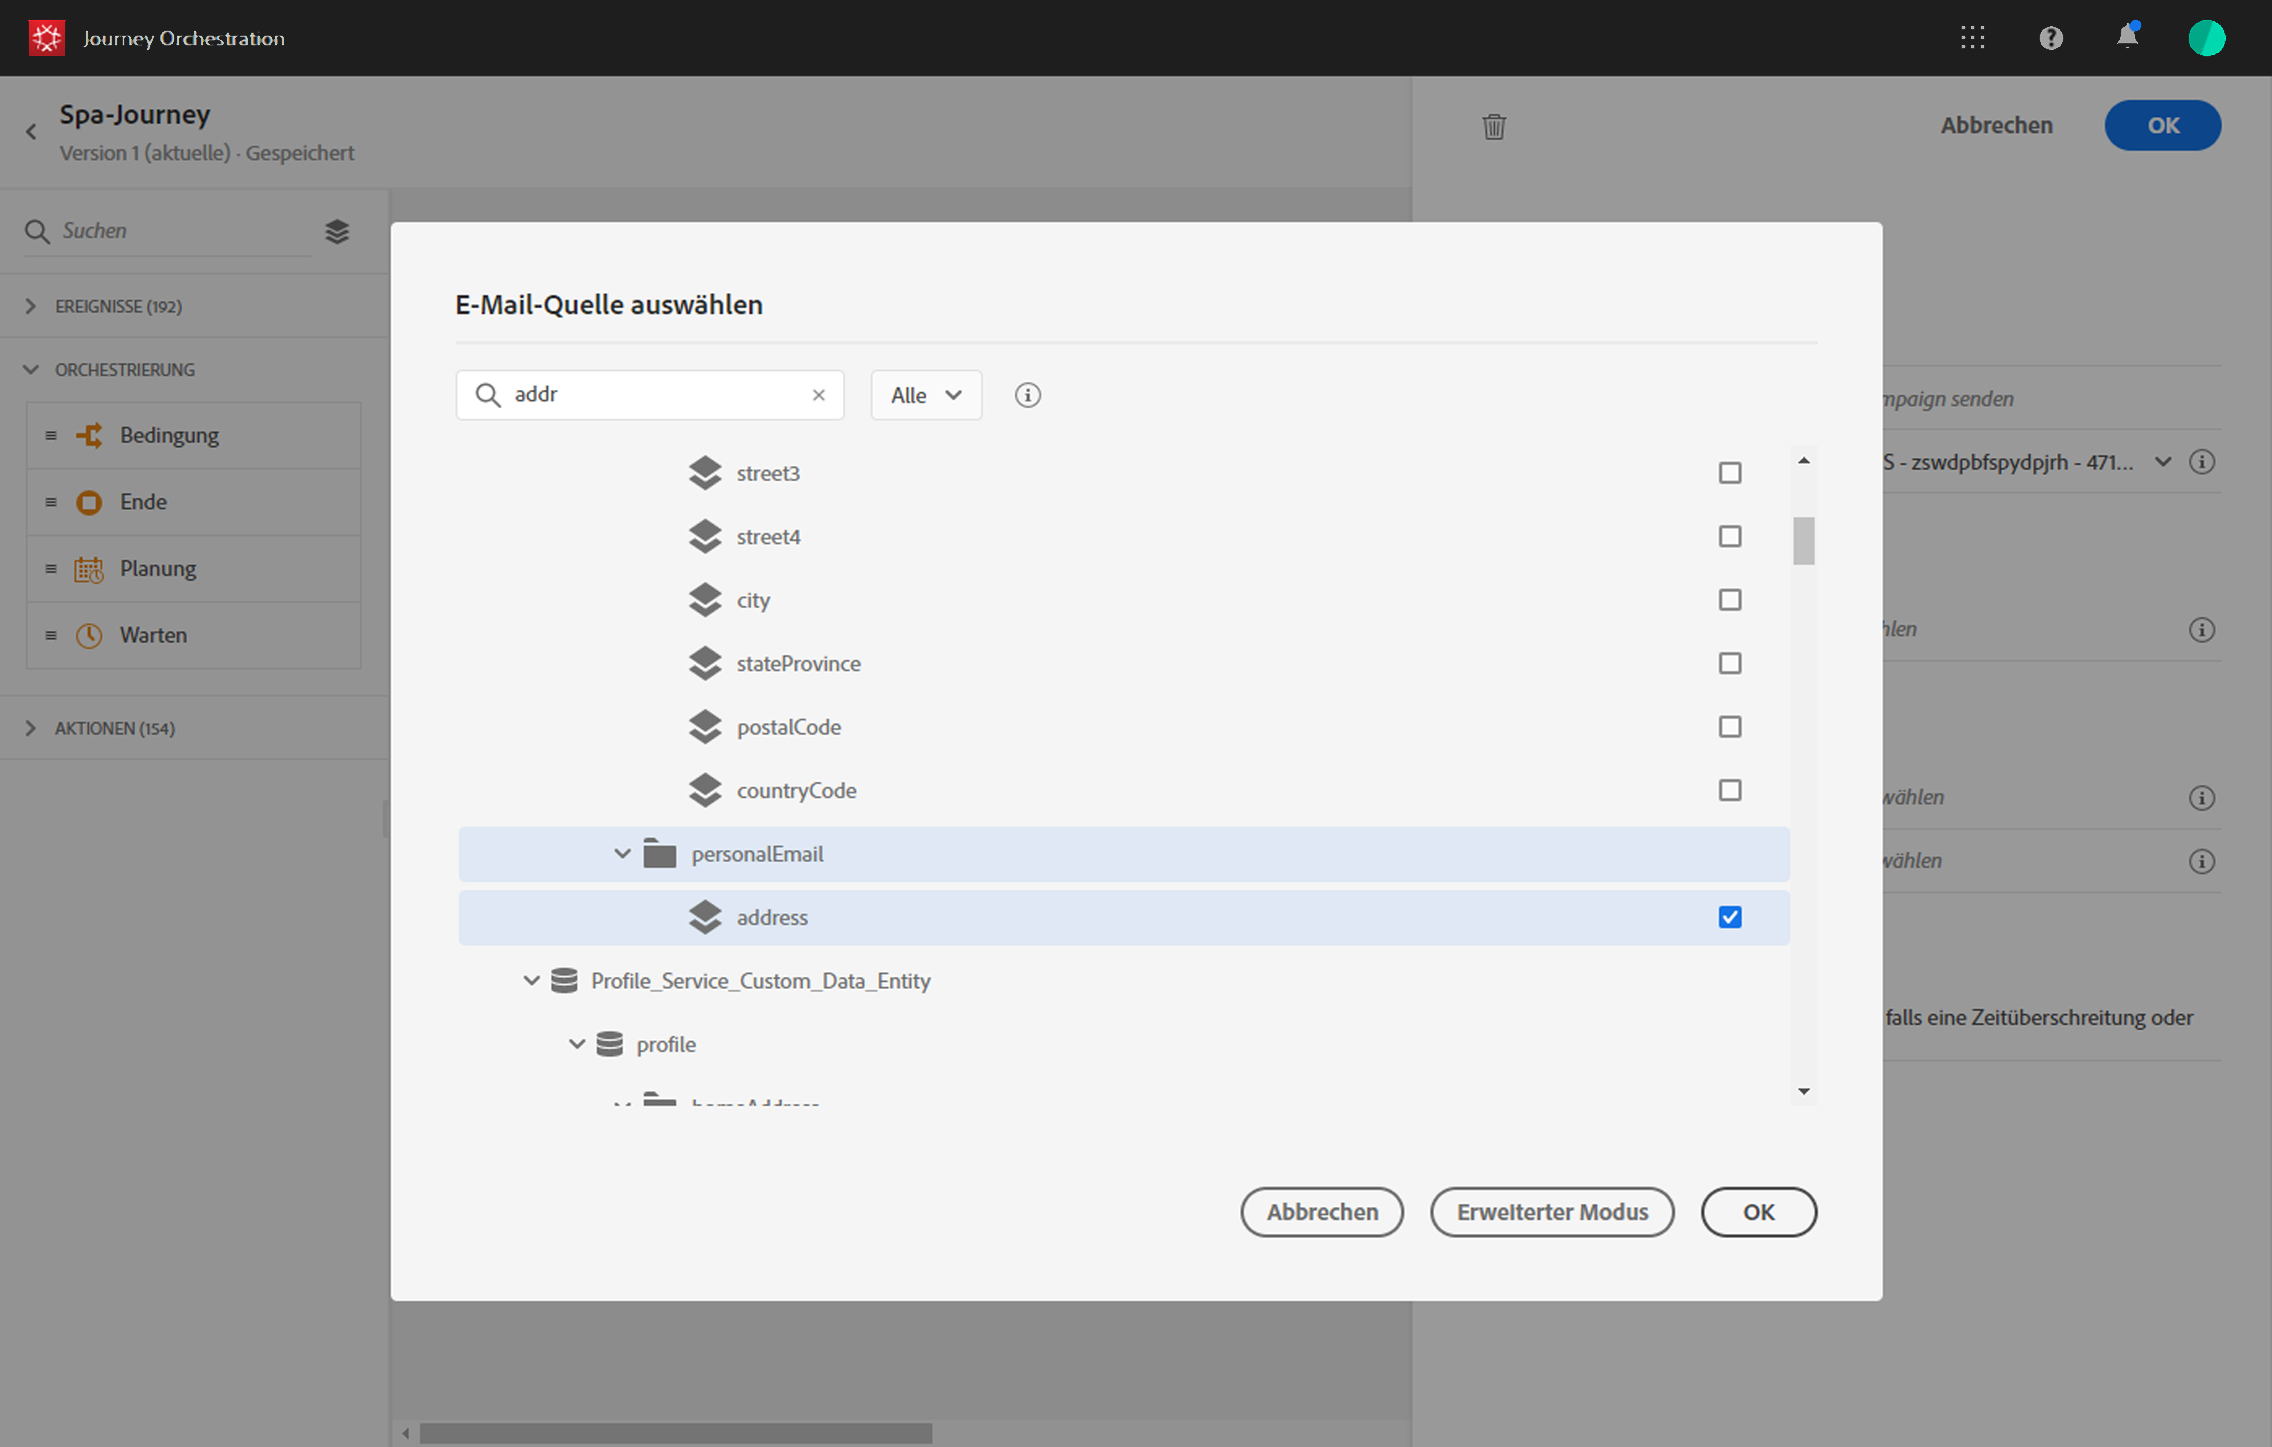 Journey Orchestration
Spa-Journey
Version 1 (aktuelle) · Gespeichert
Abbrechen
OK
Suchen
EREIGNISSE (192)
ORCHESTRIERUNG
Bedingung
Ende
Planung
Warten
AKTIONEN (154)
E-Mail-Quelle auswählen
addr
Alle
street3
street4
city
stateProvince
postalCode
countryCode
personalEmail
address
Profile_Service_Custom_Data_Entity
profile
homeAddress
Abbrechen
Erweiterter Modus
OK
mpaign senden
S - zswdpbfspydpjrh - 471...
hlen
wählen
wählen
falls eine Zeitüberschreitung oder